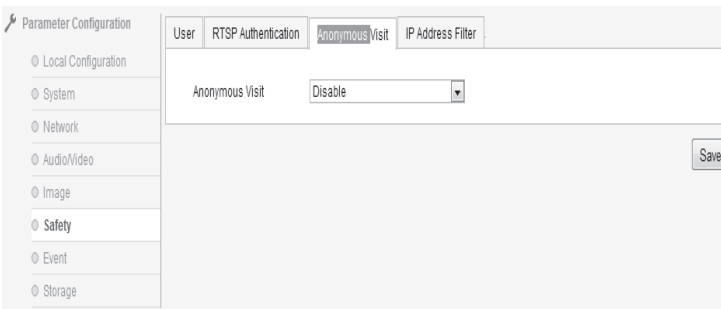 Parameter Configuration
Local Configuration
System
Network
Audio/Video
Image
Safety
Event
Storage
User
RTSP Authentication
Anonymous Visit
IP Address Filter
Anonymous Visit
Disable
Save